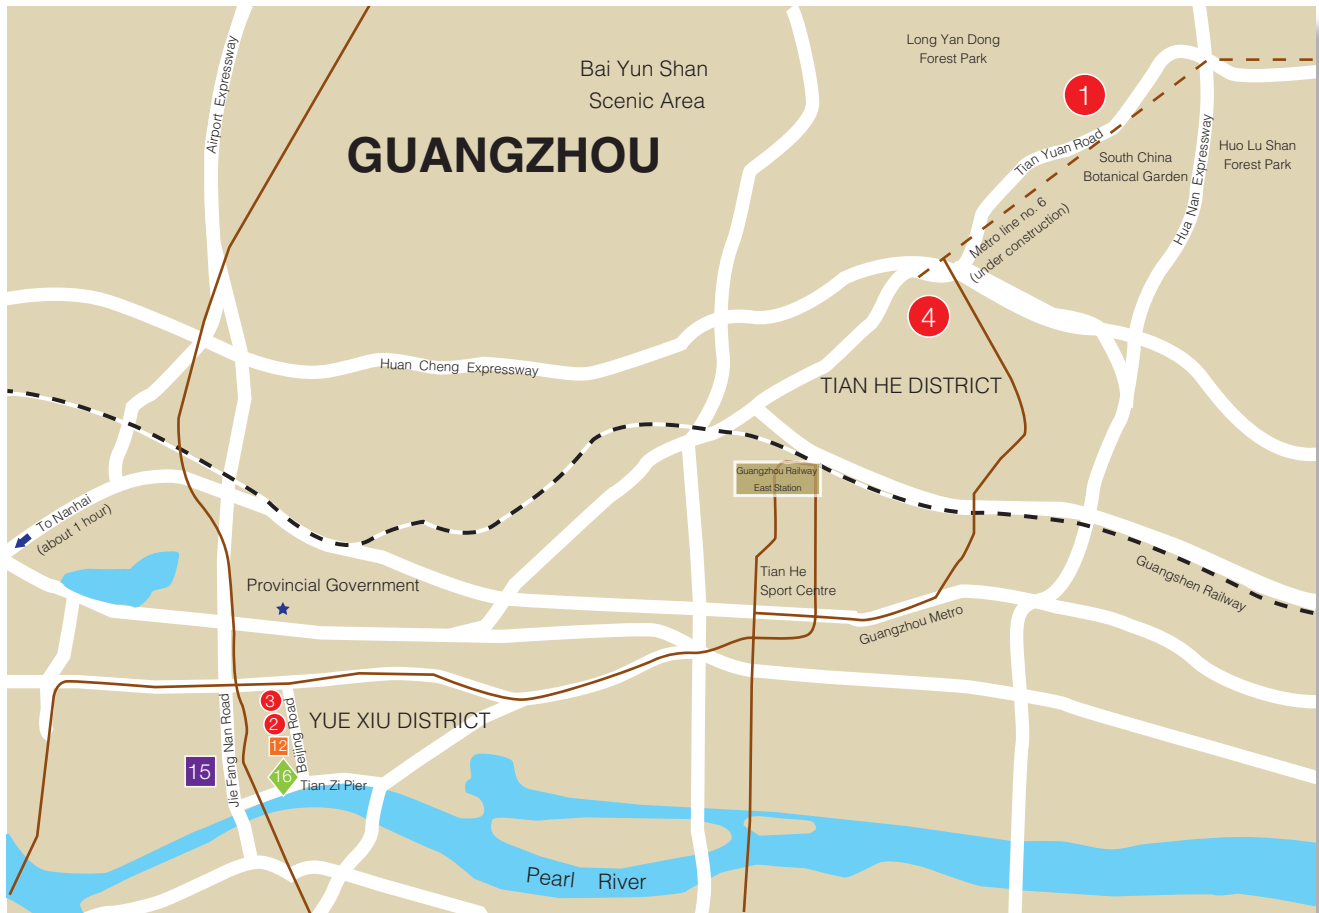 Long Yan Dong
Forest Park
Bai Yun Shan
Scenic Area
Airport Expressway
1
GUANGZHOU
Tian Yuan Road
South China
Botanical Garden
Huo Lu Shan
Forest Park
Hua Nan Expressway
Metro line no. 6
(under construction)
4
Huan Cheng Expressway
TIAN HE DISTRICT
Guangzhou Railway
East Station
To Nanhai
(about 1 hour)
Provincial Government
Tian He
Sport Centre
Guangshen Railway
Guangzhou Metro
3
2
12
Beijing Road
YUE XIU DISTRICT
Jie Fang Nan Road
15
16
Tian Zi Pier
Pearl River